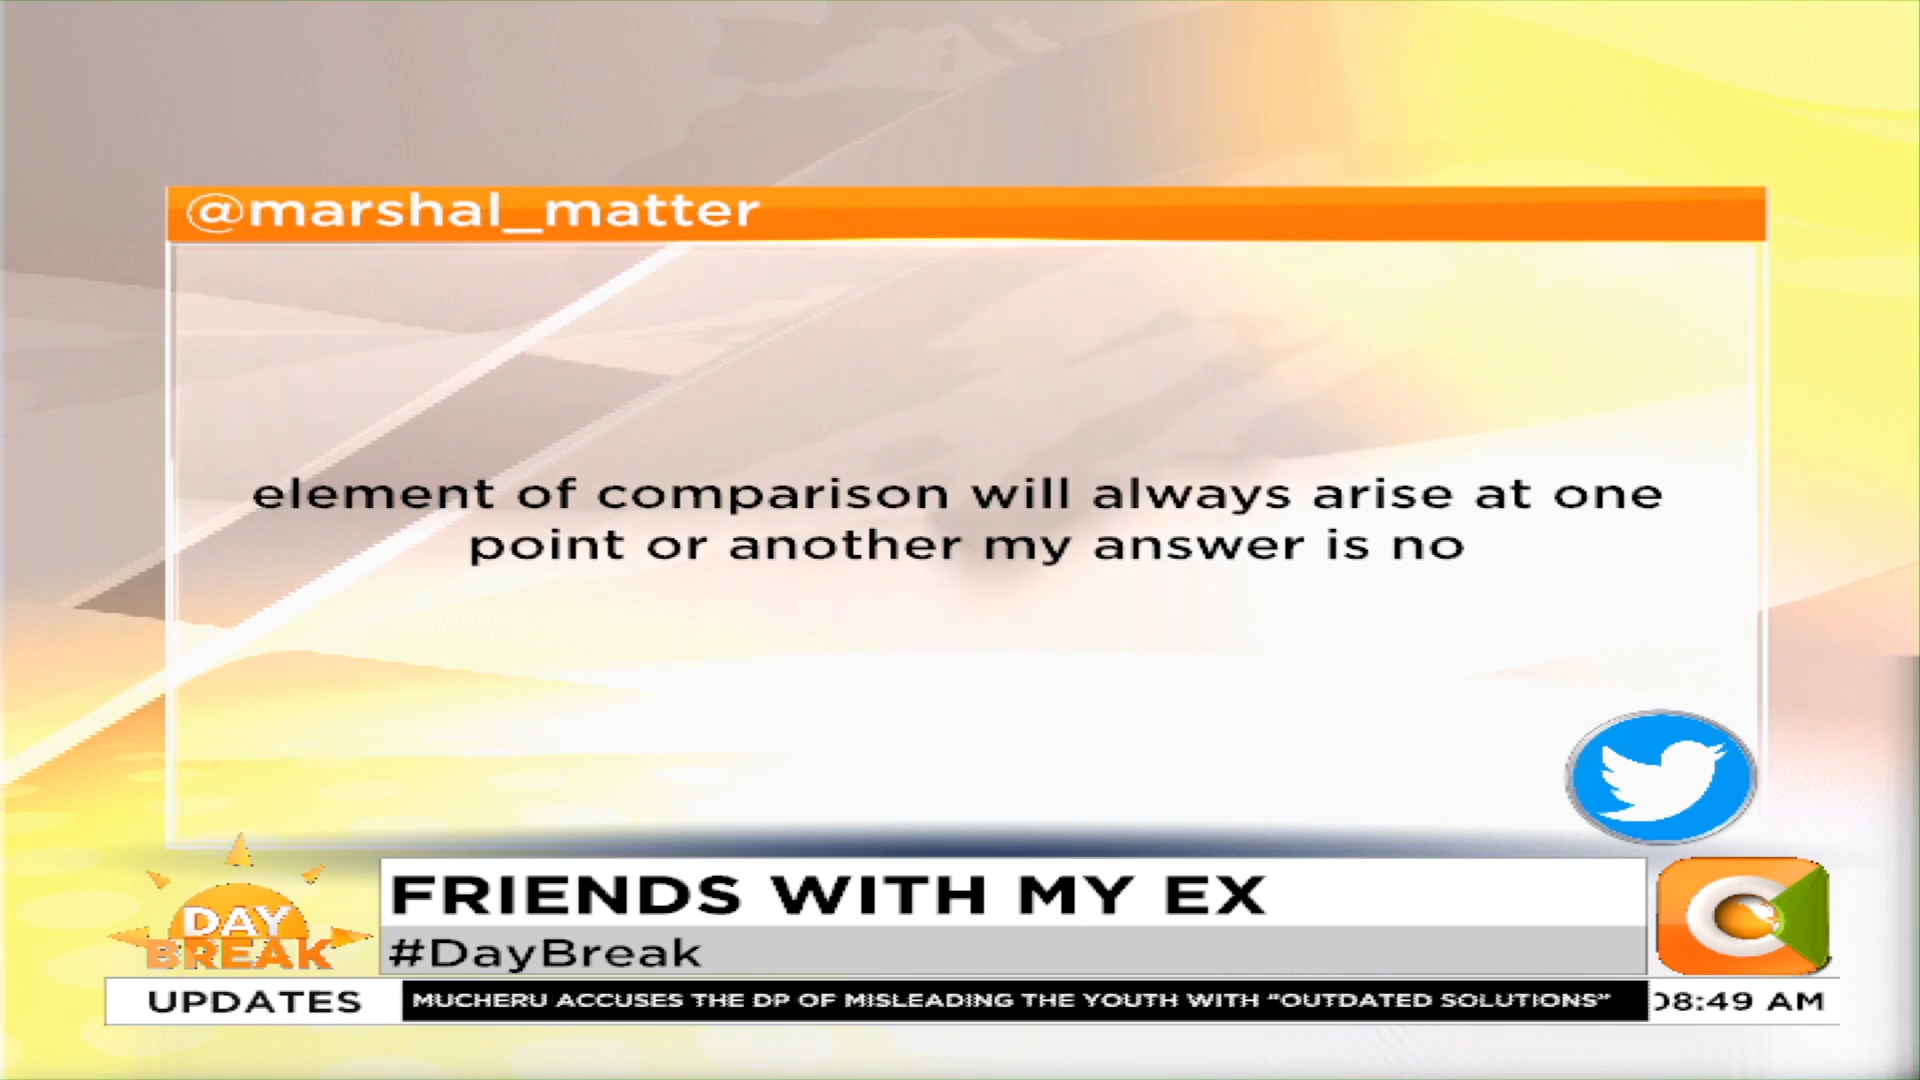 @marshal_matter
element of comparison will always arise at one
point or another my answer is no
DAY
BREAK
FRIENDS WITH MY EX
#DayBreak
UPDATES
MUCHERU ACCUSES THE DP OF MISLEADING THE YOUTH WITH “OUTDATED SOLUTIONS”
08:49 AM